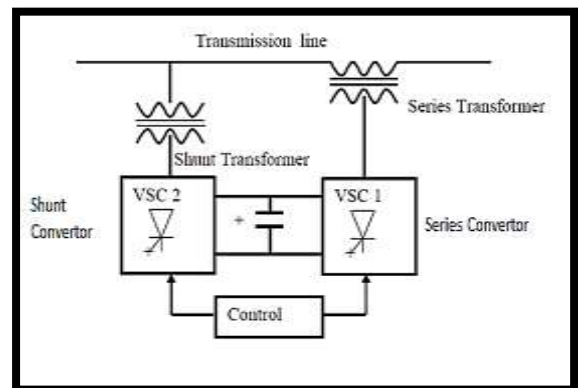 Transmission line
Series Transformer
Shunt Transformer
VSC 2
VSC 1
Shunt
Convertor
+
Series Convertor
Control